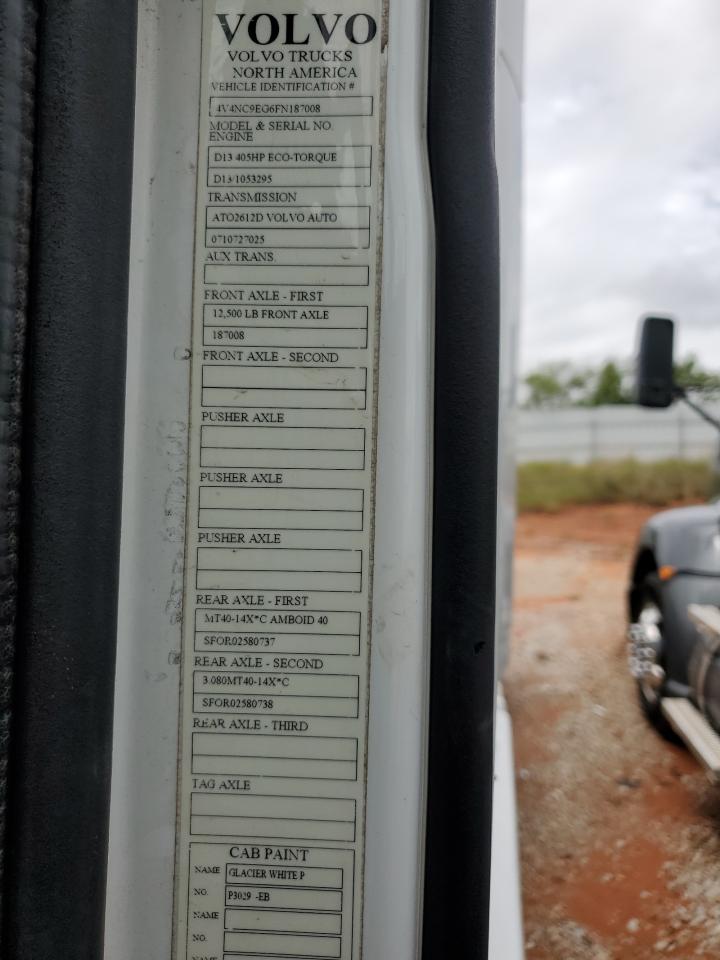 VOLVO
VOLVO TRUCKS
NORTH AMERICA
VEHICLE IDENTIFICATION #
4V4NC9EG6FN187008
MODEL & SERIAL NO.
ENGINE
D13 405HP ECO-TORQUE
D13/1053295
TRANSMISSION
ATO2612D VOLVO AUTO
0710727025
AUX TRANS.
FRONT AXLE - FIRST
12,500 LB FRONT AXLE
187008
FRONT AXLE - SECOND
PUSHER AXLE
PUSHER AXLE
PUSHER AXLE
REAR AXLE - FIRST
MT40-14X*C AMBOID 40
SFOR02580737
REAR AXLE - SECOND
3.080MT40-14X*C
SFOR02580738
REAR AXLE - THIRD
TAG AXLE
CAB PAINT
NAME GLACIER WHITE P
NO. P3029 -EB
NAME
NO.
NAME